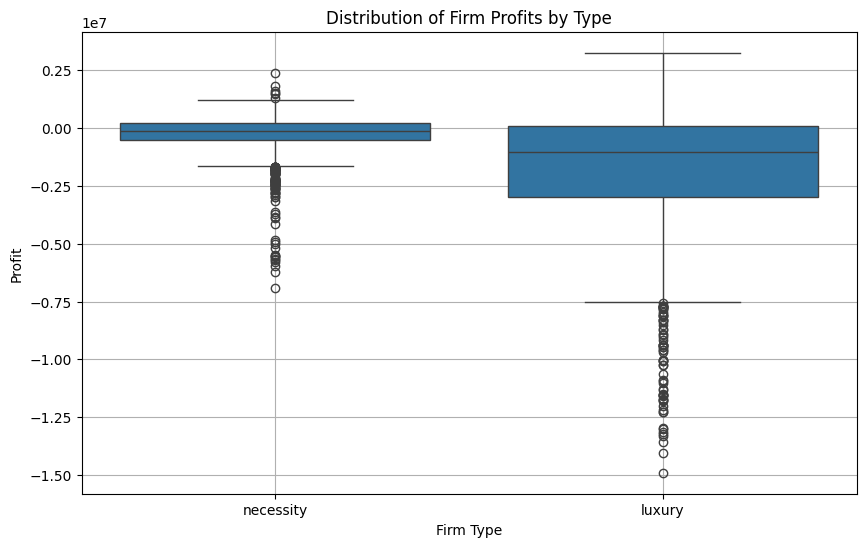 Distribution of Firm Profits by Type
1e7
0.25
0.00
−0.25
−0.50
−0.75
−1.00
−1.25
−1.50
Profit
necessity
luxury
Firm Type